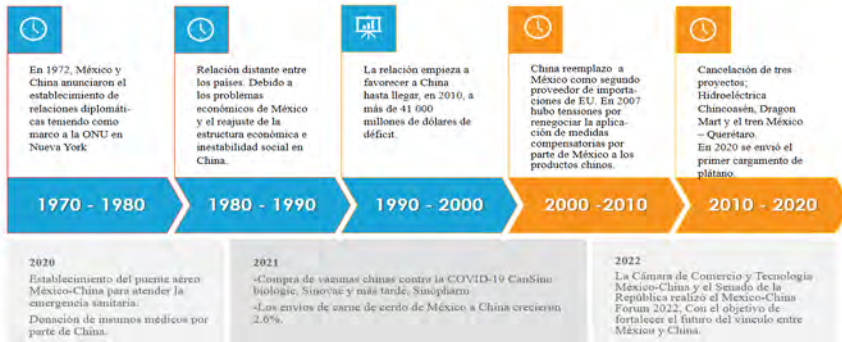 En 1972, México y
China anunciaron el
establecimiento de
relaciones diplomáti-
cas teniendo como
marco a la ONU en
Nueva York
1970 - 1980
Relación distante entre
los países. Debido a
los problemas
económicos de México
y el reajuste de la
estructura económica e
inestabilidad social en
China.
1980 - 1990
La relación empieza a
favorecer a China
hasta llegar, en 2010, a
más de 41 000
millones de dólares de
déficit.
1990 - 2000
China reemplazo a
México como segundo
proveedor de importa-
ciones de EU. En 2007
hubo tensiones por
renegociar la aplica-
ción de medidas
compensatorias por
parte de México a los
productos chinos.
2000 -2010
Cancelación de tres
proyectos;
Hidroeléctrica
Chincoasén, Dragon
Mart y el tren México
– Querétaro.
En 2020 se envió el
primer cargamento de
plátano.
2010 - 2020
2020
Establecimiento del puente aéreo
México-China para atender la
emergencia sanitaria.
Donación de insumos médicos por
parte de China.
2021
-Compra de vacunas chinas contra la COVID-19 CanSino
biologic, Sinovac y más tarde, Sinopharm
-Los envíos de carne de cerdo de México a China crecieron
2.6%.
2022
La Cámara de Comercio y Tecnología
México-China y el Senado de la
República realizó el Mexico-China
Forum 2022, Con el objetivo de
fortalecer el futuro del vínculo entre
México y China.